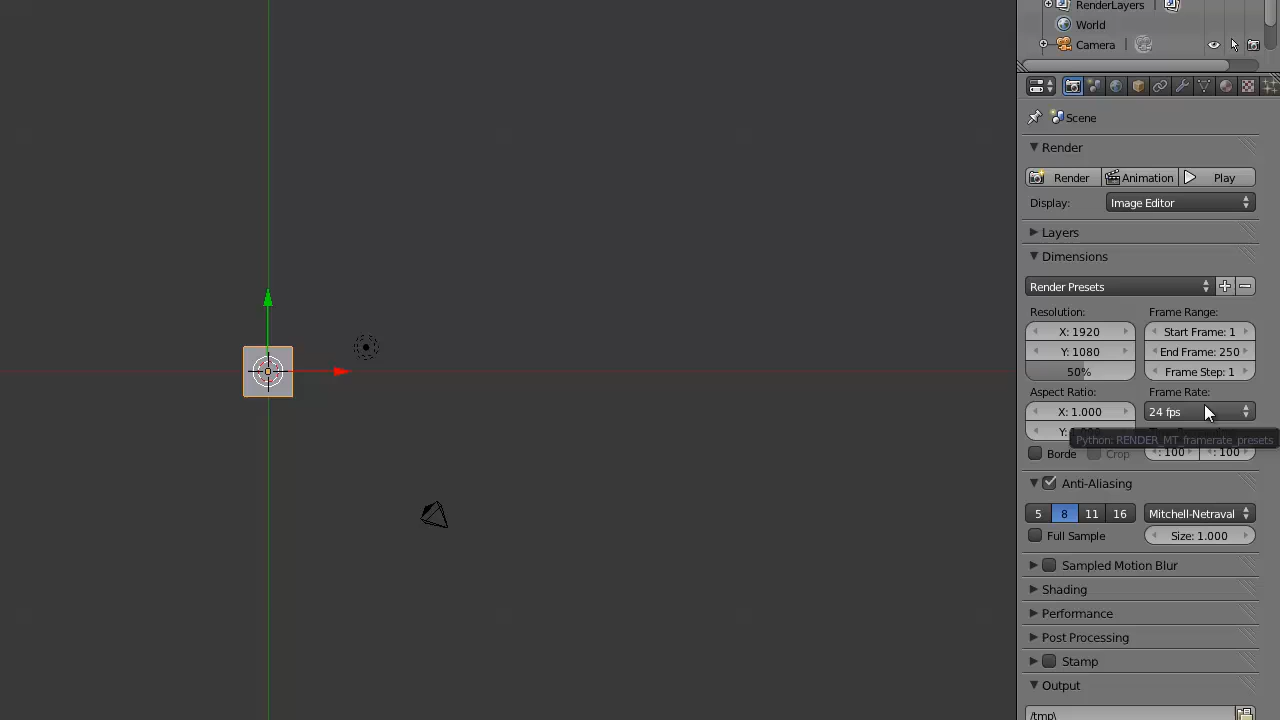 RenderLayers
World
Camera
Scene
Render
Render Animation Play
Display: Image Editor
Layers
Dimensions
Render Presets
Resolution: Frame Range:
X: 1920 Start Frame: 1
Y: 1080 End Frame: 250
50% Frame Step: 1
Aspect Ratio: Frame Rate:
X: 1.000 24 fps
Y:
Python: RENDER_MT_framerate_presets
Borde Crop : 100 : 100
Anti-Aliasing
5 8 11 16 Mitchell-Netraval
Full Sample Size: 1.000
Sampled Motion Blur
Shading
Performance
Post Processing
Stamp
Output
/tmp\